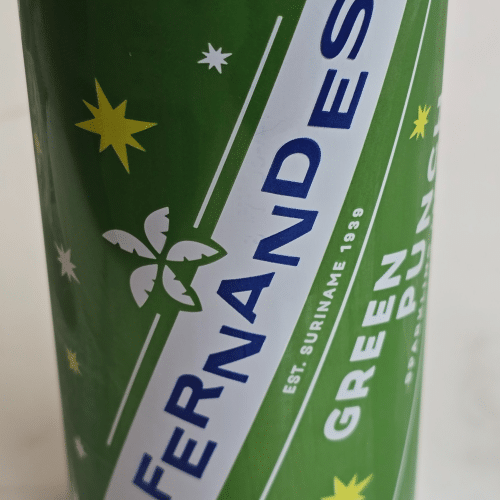 FERNANDES
EST. SURINAME 1939
GREEN
PUNCH